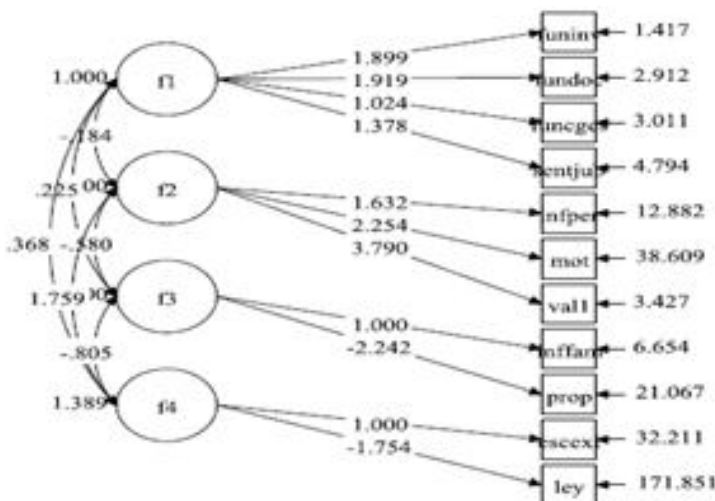 1.417
1.899
1.000 f1 1.919 2.912
1.024 3.011
1.378
-.184 4.794
.225 f2 1.632 12.882
2.254
.368 -.580 3.790 mot 38.609
val1 3.427
1.759 f3 1.000 6.654
-2.242 prop 21.067
-.805
1.389 f4 1.000 32.211
-1.754 ley 171.851